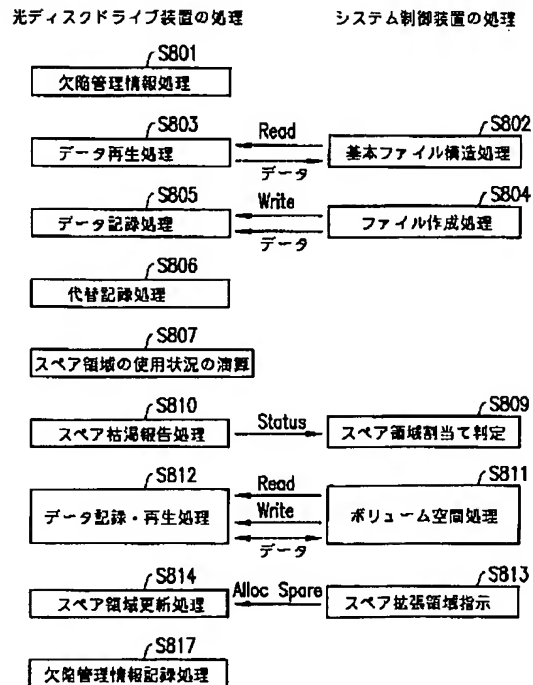 光ディスクドライブ装置の処理 システム制御装置の処理
S801
欠陥管理情報処理
S803 Read S802
データ再生処理 基本ファイル構造処理
データ
S805 Write S804
データ記録処理 ファイル作成処理
データ
S806
代替記録処理
S807
スペア領域の使用状況の演算
S810 Status S809
スペア枯渇報告処理 スペア領域割当て判定
S812 Read S811
Write
データ記録・再生処理 ボリューム空間処理
データ
S814 Alloc Spare S813
スペア領域更新処理 スペア拡張領域指示
S817
欠陥管理情報記録処理